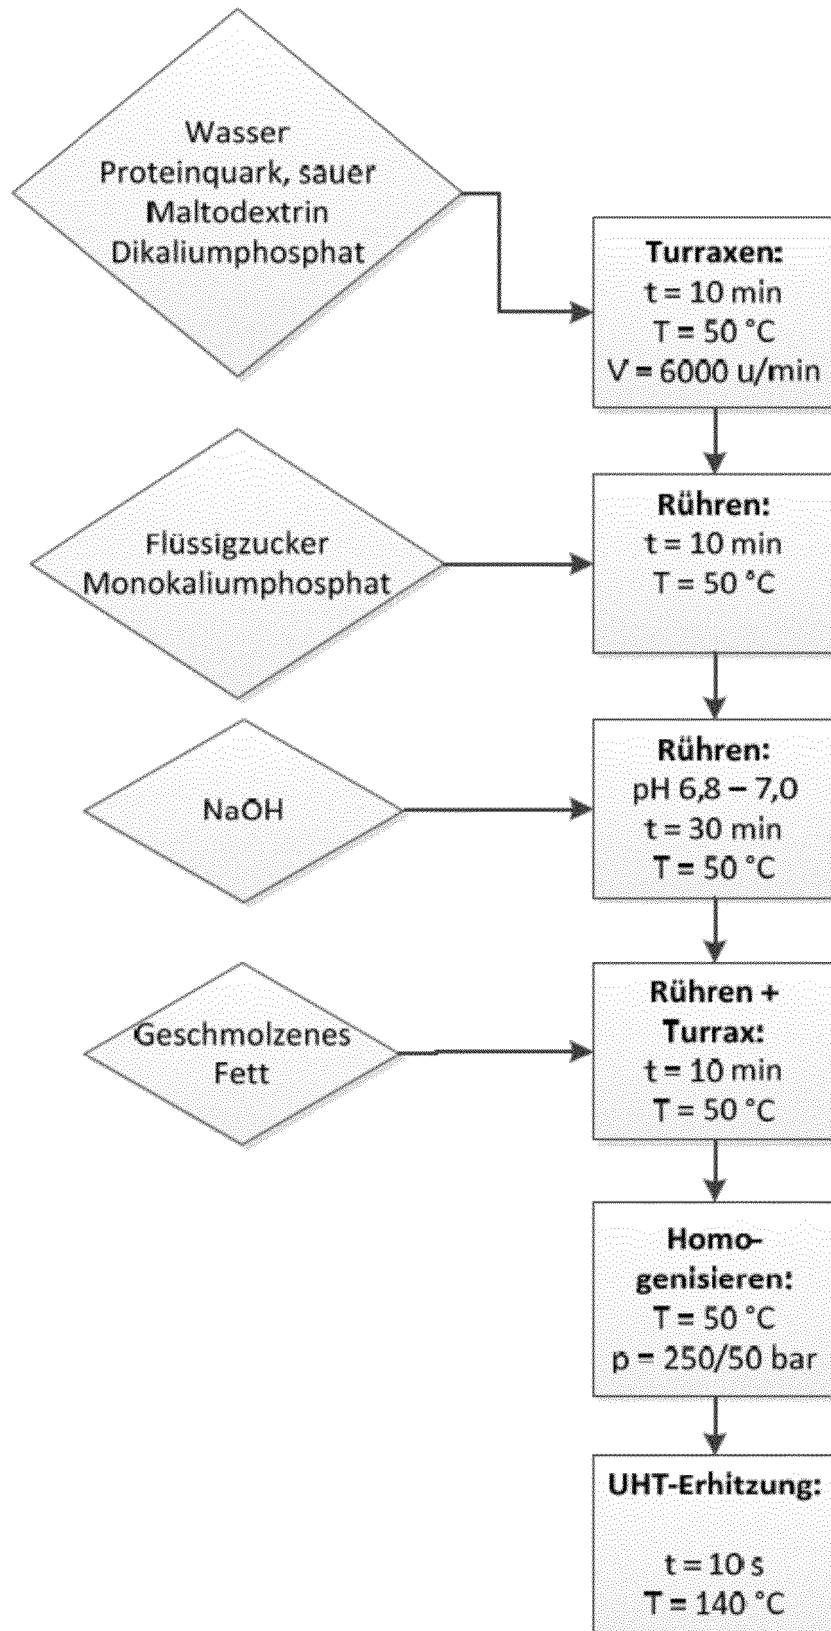 Wasser
Proteinquark, sauer
Maltodextrin
Dikaliumphosphat
Turraxen:
t = 10 min
T = 50 °C
V = 6000 u/min
Flüssigzucker
Monokaliumphosphat
Rühren:
t = 10 min
T = 50 °C
NaOH
Rühren:
pH 6,8 – 7,0
t = 30 min
T = 50 °C
Geschmolzenes
Fett
Rühren +
Turrax:
t = 10 min
T = 50 °C
Homo-
genisieren:
T = 50 °C
p = 250/50 bar
UHT-Erhitzung:
t = 10 s
T = 140 °C